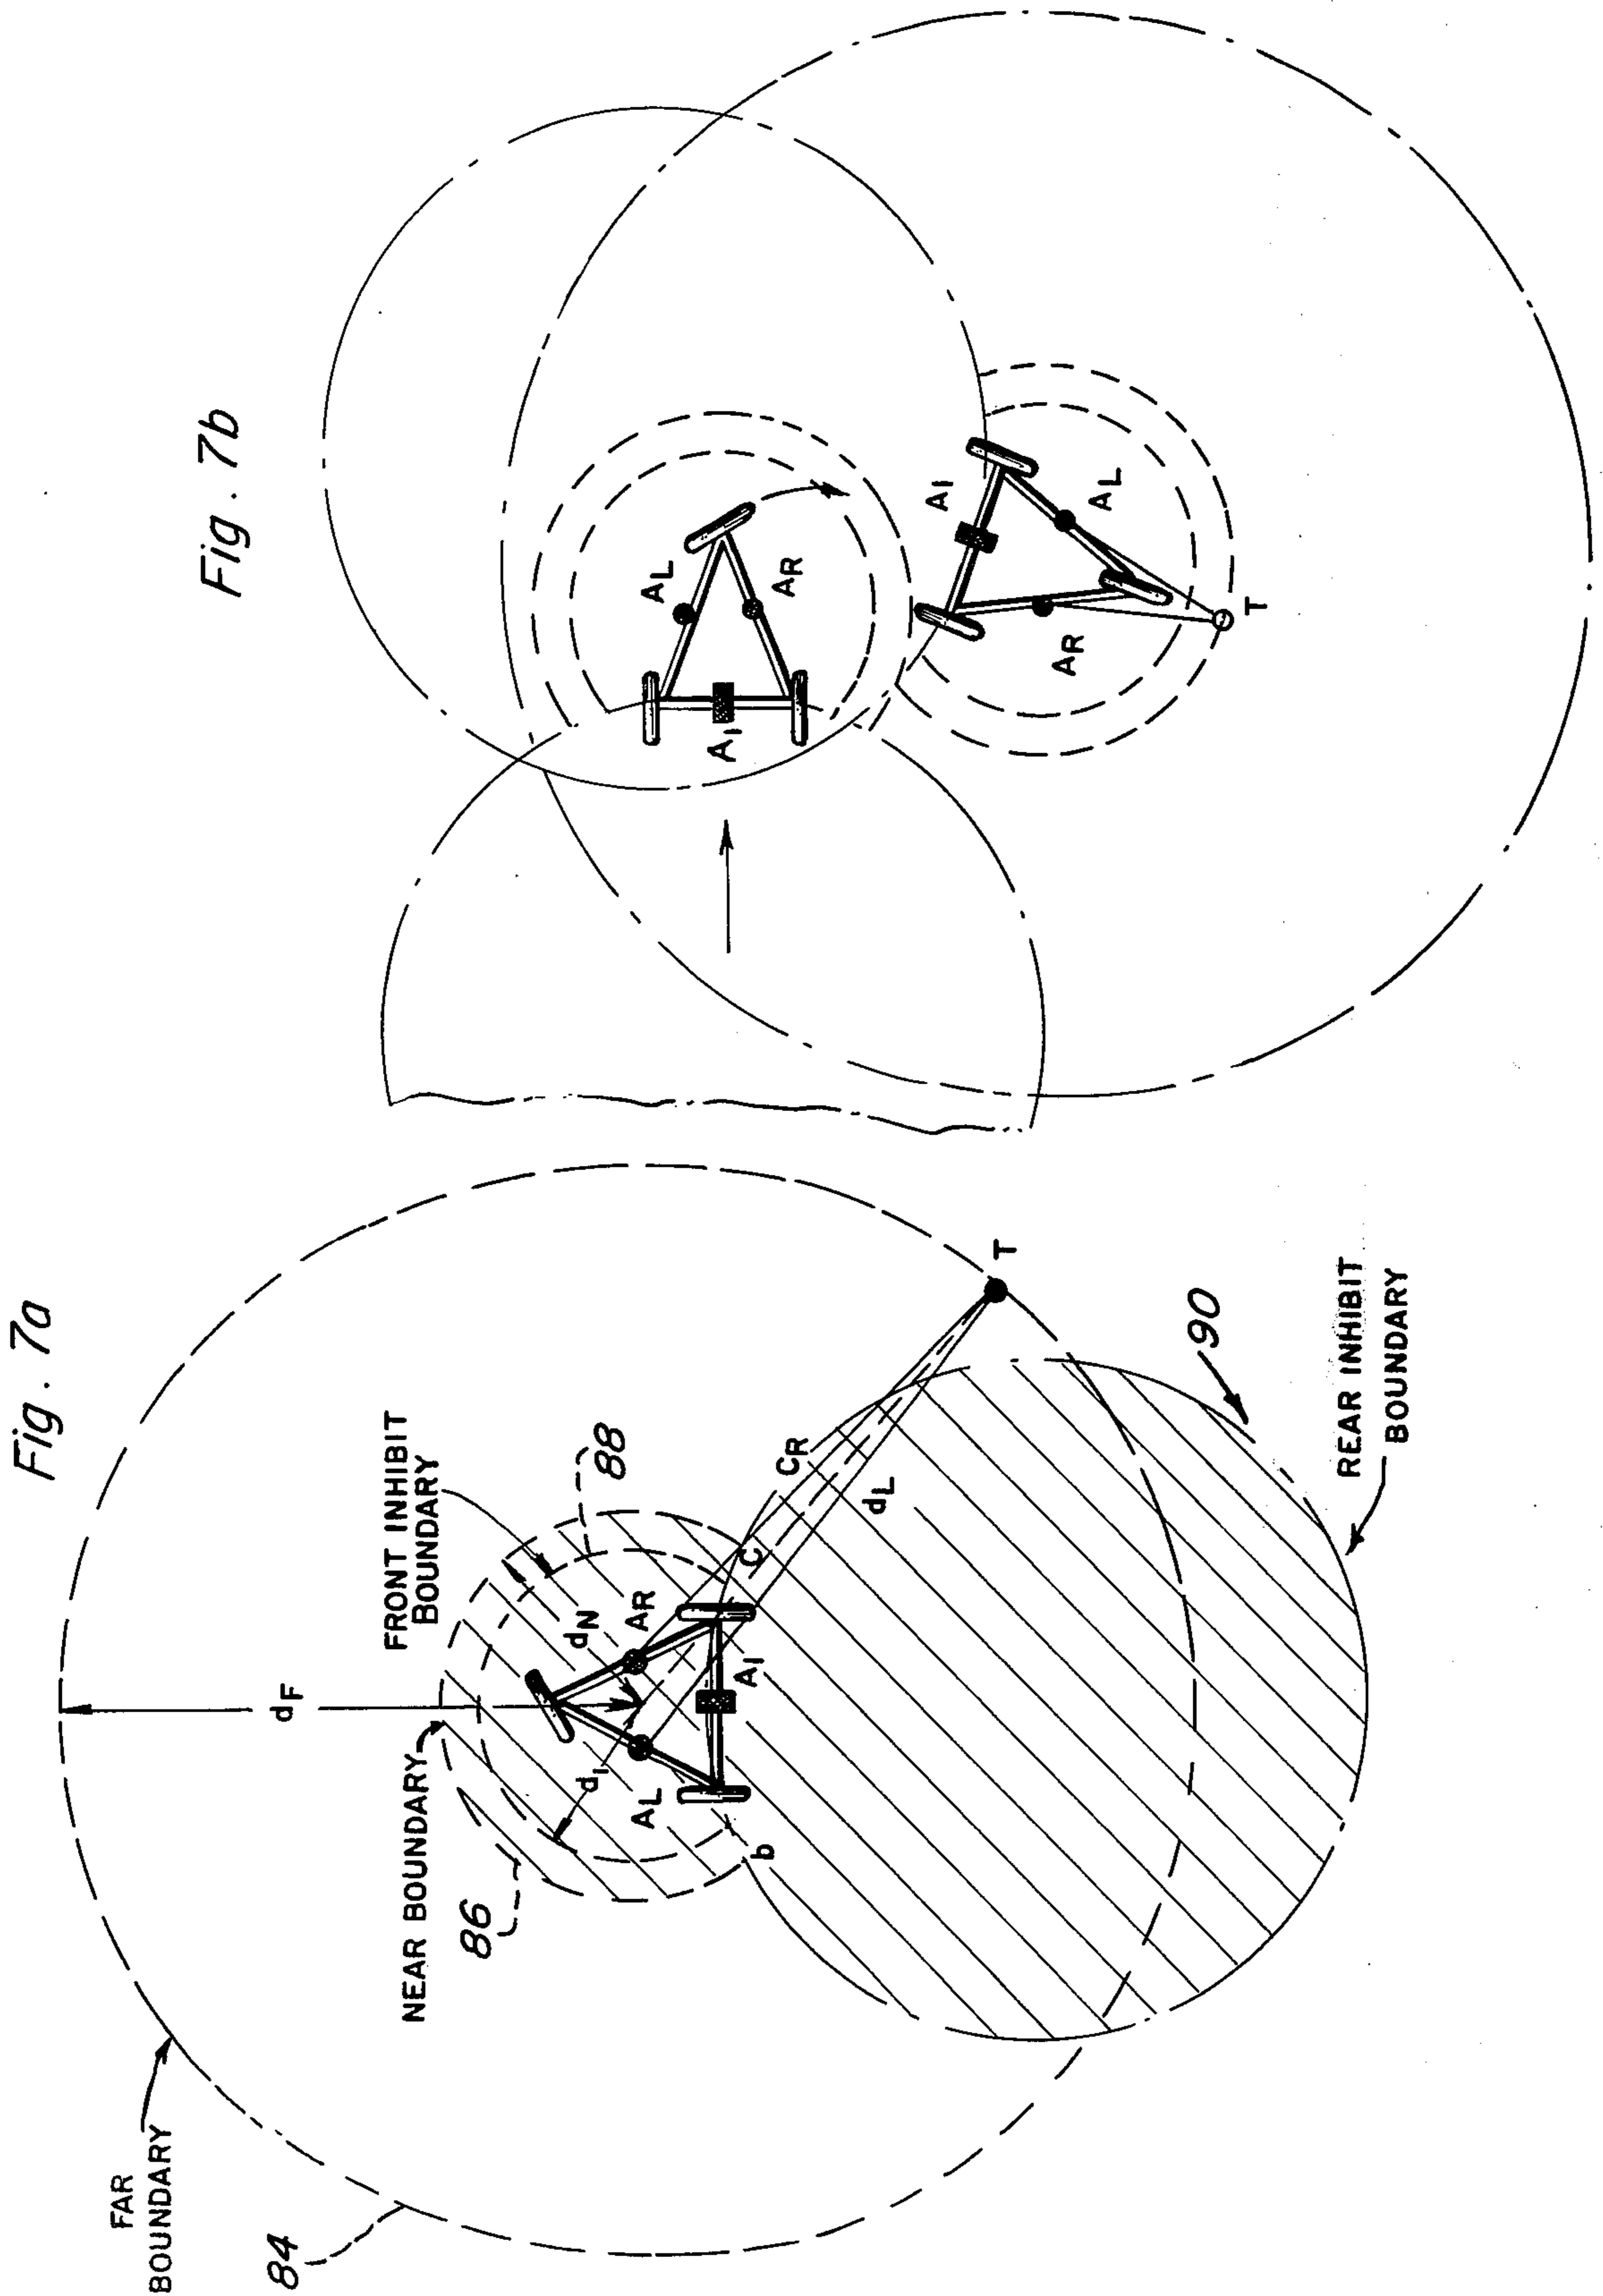 Fig. 7a
FAR
BOUNDARY
84
dF
NEAR BOUNDARY
86
FRONT INHIBIT
BOUNDARY
88
dN
dI
AL
AR
AI
b
C
CR
dL
T
90
REAR INHIBIT
BOUNDARY
Fig. 7b
AL
AR
AI
AI
AL
AR
T